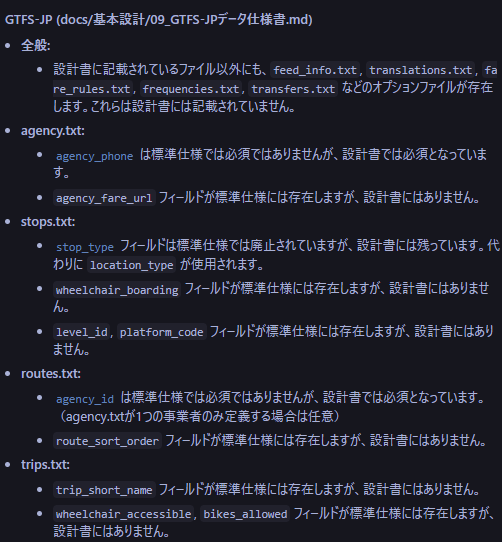 GTFS-JP (docs/基本設計/09_GTFS-JPデータ仕様書.md)
• 全般:
• 設計書に記載されているファイル以外にも、feed_info.txt, translations.txt, fa
re_rules.txt, frequencies.txt, transfers.txt などのオプションファイルが存在
します。これらは設計書には記載されていません。
• agency.txt:
• agency_phone は標準仕様では必須ではありませんが、設計書では必須となっていま
す。
• agency_fare_url フィールドが標準仕様には存在しますが、設計書にはありません。
• stops.txt:
• stop_type フィールドは標準仕様では廃止されていますが、設計書には残っています。代
わりに location_type が使用されます。
• wheelchair_boarding フィールドが標準仕様には存在しますが、設計書にはありませ
ん。
• level_id, platform_code フィールドが標準仕様には存在しますが、設計書にはあり
ません。
• routes.txt:
• agency_id は標準仕様では必須ではありませんが、設計書では必須となっています。
（agency.txtが1つの事業者のみ定義する場合は任意）
• route_sort_order フィールドが標準仕様には存在しますが、設計書にはありません。
• trips.txt:
• trip_short_name フィールドが標準仕様には存在しますが、設計書にはありません。
• wheelchair_accessible, bikes_allowed フィールドが標準仕様には存在しますが、
設計書にはありません。